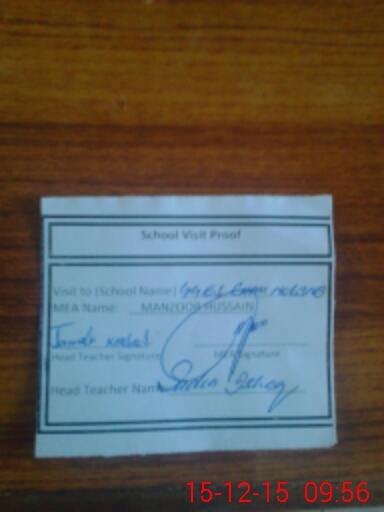 School Visit Proof
Visit to (School Name)
MEA Name: MANZOOR HUSSAIN
Head Teacher Signature MEA Signature
Head Teacher Name
15-12-15 09:56